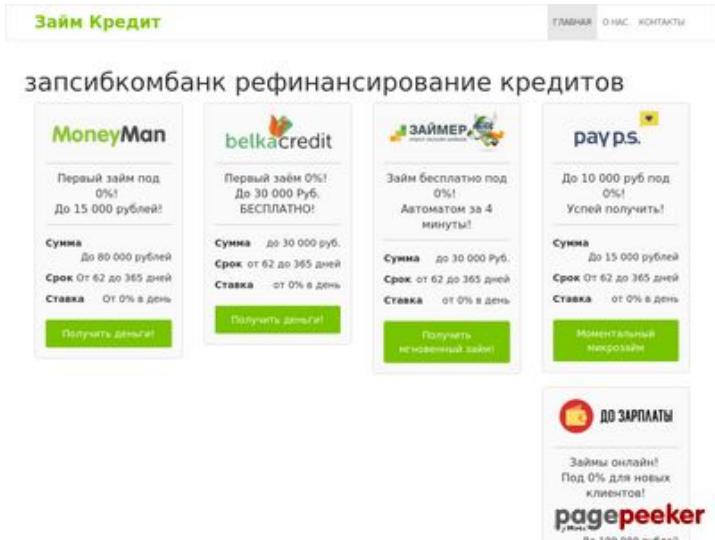 Займ Кредит
ГЛАВНАЯ О НАС КОНТАКТЫ
запсибкомбанк рефинансирование кредитов
MoneyMan
Первый займ под
0%!
До 15 000 рублей!
Сумма
До 80 000 рублей
Срок От 62 до 365 дней
Ставка От 0% в день
Получить деньги!
belkacredit
Первый заём 0%!
До 30 000 Руб.
БЕСПЛАТНО!
Сумма до 30 000 руб.
Срок от 62 до 365 дней
Ставка от 0% в день
Получить деньги!
ЗАЙМЕР
Займ бесплатно под
0%!
Автоматом за 4
минуты!
Сумма до 30 000 Руб.
Срок от 62 до 365 дней
Ставка от 0% в день
Получить
мгновенный займ!
pay p.s.
До 10 000 руб под
0%!
Успей получить!
Сумма
До 15 000 рублей
Срок От 62 до 365 дней
Ставка от 0% в день
Моментальный
микрозайм
ДО ЗАРПЛАТЫ
Займы онлайн!
Под 0% для новых
клиентов!
pagepeeker